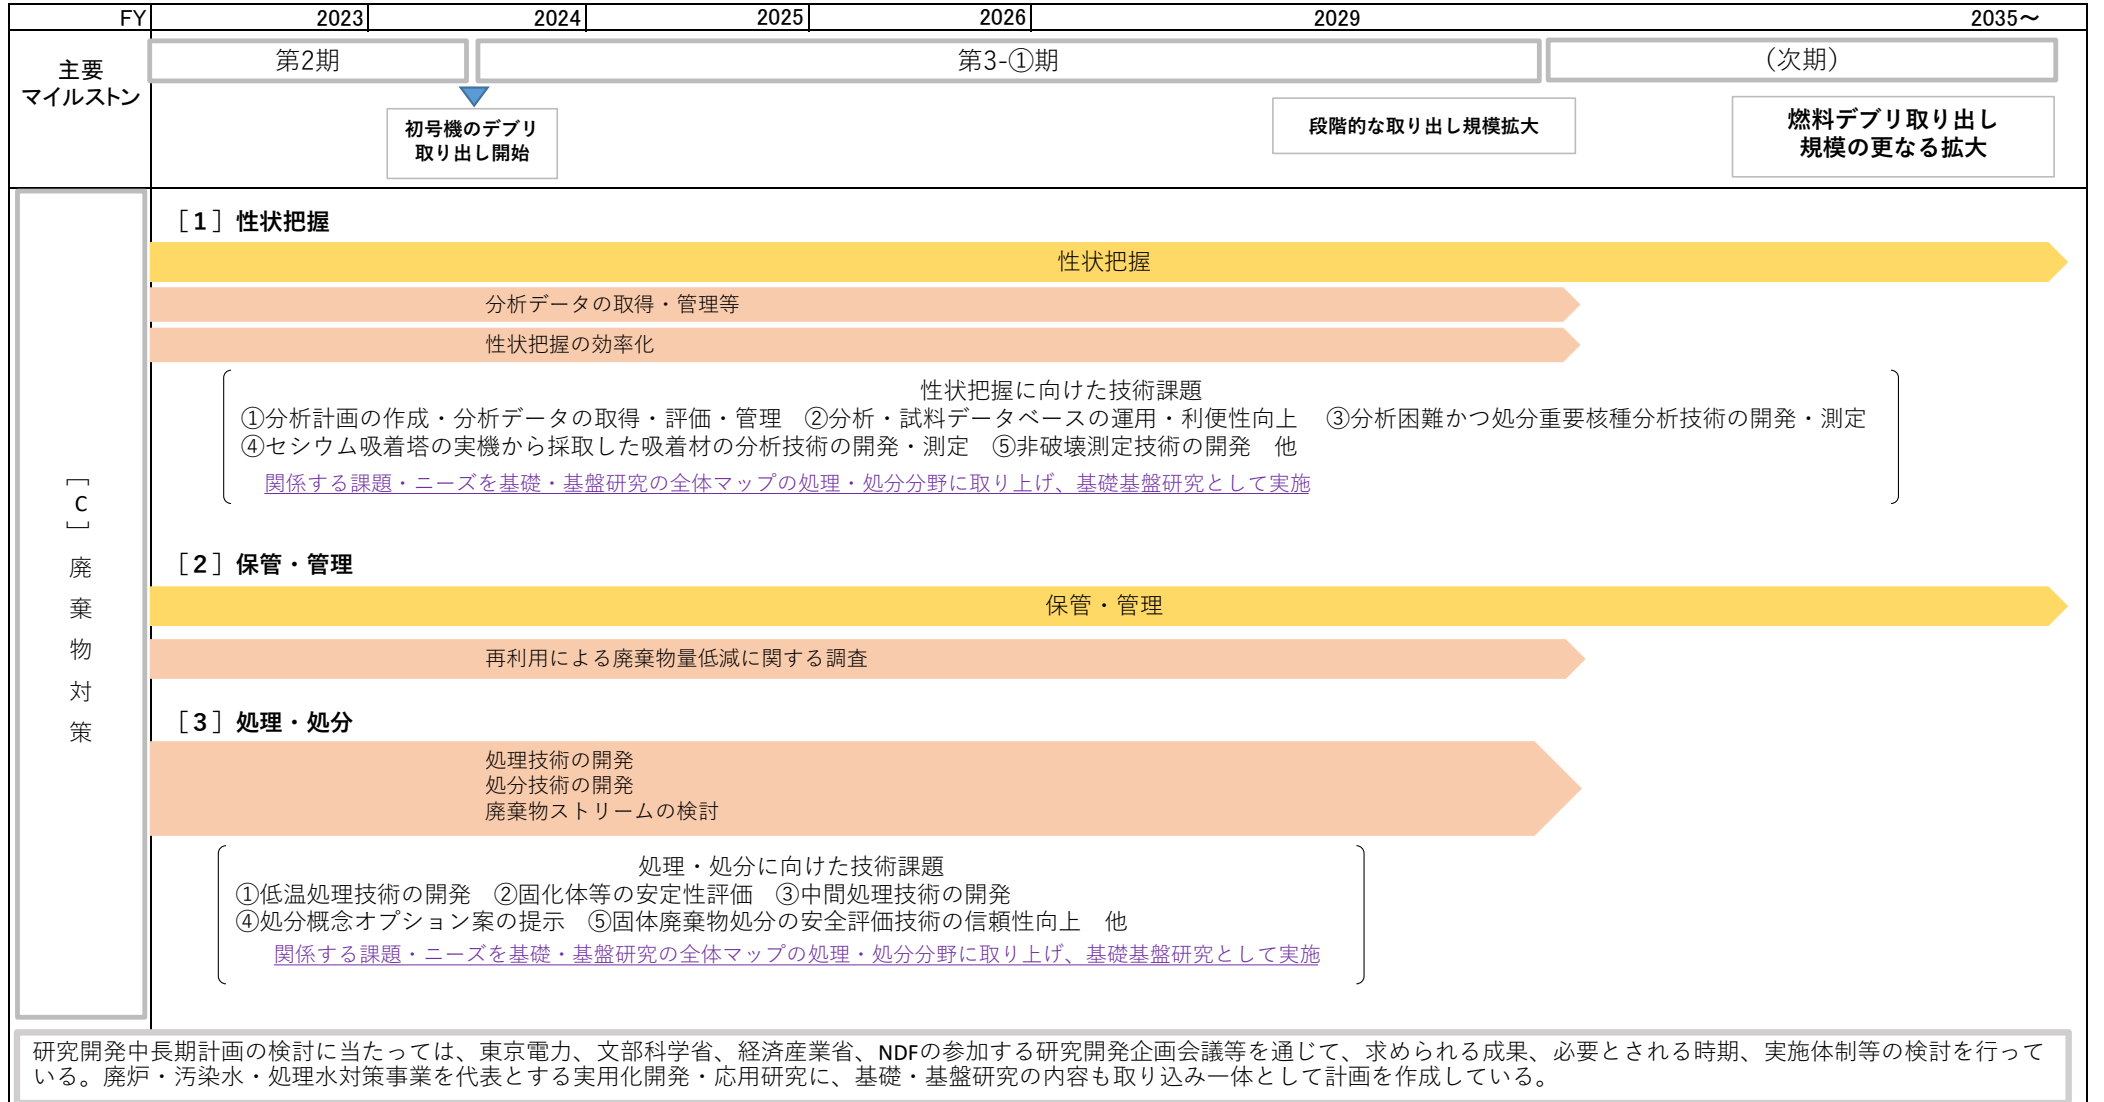 FY 2023 2024 2025 2026 2029 2035～
主要
マイルストン
第2期 第3-①期 （次期）
初号機のデブリ
取り出し開始
段階的な取り出し規模拡大
燃料デブリ取り出し
規模の更なる拡大
［C］廃棄物対策
［1］性状把握
性状把握
分析データの取得・管理等
性状把握の効率化
性状把握に向けた技術課題
①分析計画の作成・分析データの取得・評価・管理　②分析・試料データベースの運用・利便性向上　③分析困難かつ処分重要核種分析技術の開発・測定
④セシウム吸着塔の実機から採取した吸着材の分析技術の開発・測定　⑤非破壊測定技術の開発　他
関係する課題・ニーズを基礎・基盤研究の全体マップの処理・処分分野に取り上げ、基礎基盤研究として実施
［2］保管・管理
保管・管理
再利用による廃棄物量低減に関する調査
［3］処理・処分
処理技術の開発
処分技術の開発
廃棄物ストリームの検討
処理・処分に向けた技術課題
①低温処理技術の開発　②固化体等の安定性評価　③中間処理技術の開発
④処分概念オプション案の提示　⑤固体廃棄物処分の安全評価技術の信頼性向上　他
関係する課題・ニーズを基礎・基盤研究の全体マップの処理・処分分野に取り上げ、基礎基盤研究として実施
研究開発中長期計画の検討に当たっては、東京電力、文部科学省、経済産業省、NDFの参加する研究開発企画会議等を通じて、求められる成果、必要とされる時期、実施体制等の検討を行って
いる。廃炉・汚染水・処理水対策事業を代表とする実用化開発・応用研究に、基礎・基盤研究の内容も取り込み一体として計画を作成している。